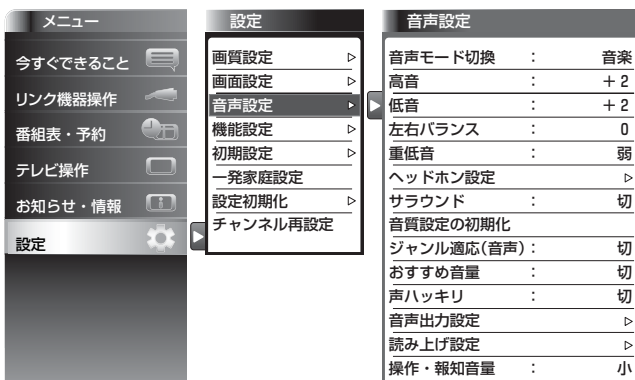 メニュー
今すぐできること
リンク機器操作
番組表・予約
テレビ操作
お知らせ・情報
設定
設定
画質設定
画面設定
音声設定
機能設定
初期設定
一発家庭設定
設定初期化
チャンネル再設定
音声設定
音声モード切換 : 音楽
高音 : +2
低音 : +2
左右バランス : 0
重低音 : 弱
ヘッドホン設定
サラウンド : 切
音質設定の初期化
ジャンル適応(音声) : 切
おすすめ音量 : 切
声ハッキリ : 切
音声出力設定
読み上げ設定
操作・報知音量 : 小